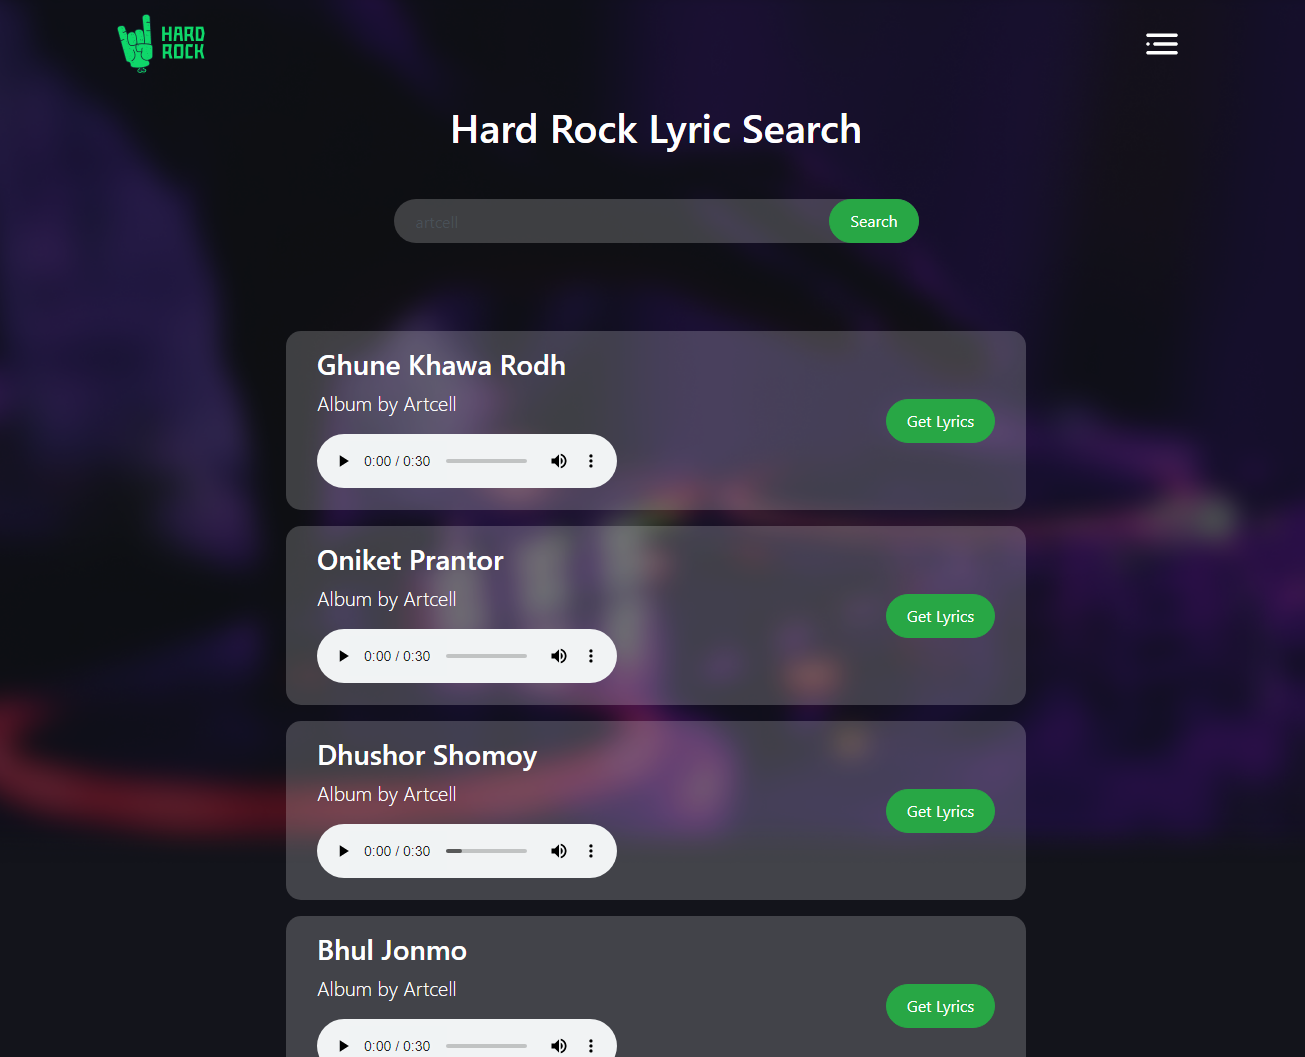 HARD
ROCK
Hard Rock Lyric Search
artcell
Search
Ghune Khawa Rodh
Album by Artcell
Get Lyrics
0:00 / 0:30
Oniket Prantor
Album by Artcell
Get Lyrics
0:00 / 0:30
Dhushor Shomoy
Album by Artcell
Get Lyrics
0:00 / 0:30
Bhul Jonmo
Album by Artcell
Get Lyrics
0:00 / 0:30